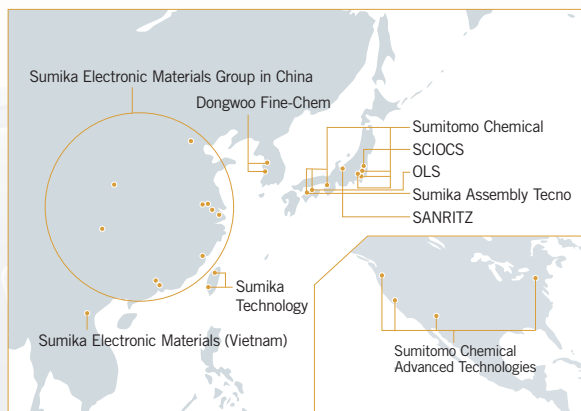 Sumika Electronic Materials Group in China
Dongwoo Fine-Chem
Sumitomo Chemical
SCIOCS
OLS
Sumika Assembly Tecno
SANRITZ
Sumika
Technology
Sumika Electronic Materials (Vietnam)
Sumitomo Chemical
Advanced Technologies